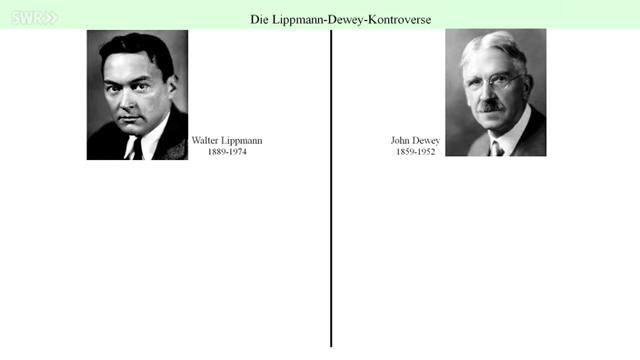 SWR»
Die Lippmann-Dewey-Kontroverse
Walter Lippmann
1889-1974
John Dewey
1859-1952